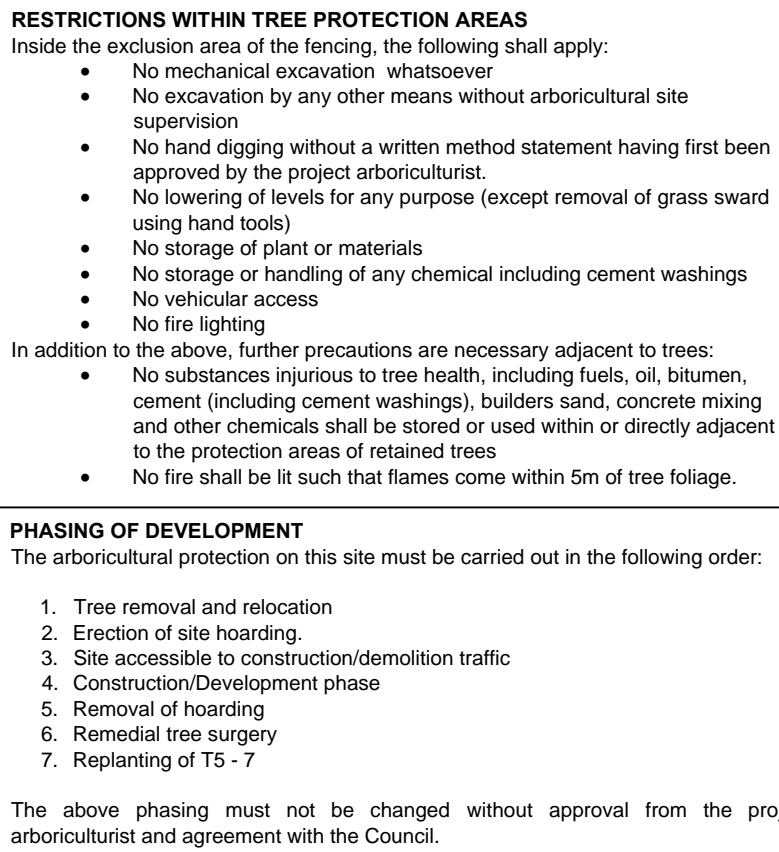 RESTRICTIONS WITHIN TREE PROTECTION AREAS
Inside the exclusion area of the fencing, the following shall apply:
• No mechanical excavation  whatsoever
• No excavation by any other means without arboricultural site
supervision
• No hand digging without a written method statement having first been
approved by the project arboriculturist.
• No lowering of levels for any purpose (except removal of grass sward
using hand tools)
• No storage of plant or materials
• No storage or handling of any chemical including cement washings
• No vehicular access
• No fire lighting
In addition to the above, further precautions are necessary adjacent to trees:
• No substances injurious to tree health, including fuels, oil, bitumen,
cement (including cement washings), builders sand, concrete mixing
and other chemicals shall be stored or used within or directly adjacent
to the protection areas of retained trees
• No fire shall be lit such that flames come within 5m of tree foliage.
PHASING OF DEVELOPMENT
The arboricultural protection on this site must be carried out in the following order:
1. Tree removal and relocation
2. Erection of site hoarding.
3. Site accessible to construction/demolition traffic
4. Construction/Development phase
5. Removal of hoarding
6. Remedial tree surgery
7. Replanting of T5 - 7
The above phasing must not be changed without approval from the
arboriculturist and agreement with the Council.